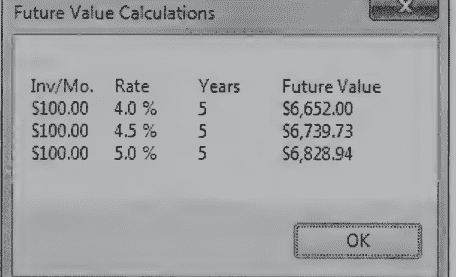 Future Value Calculations
Inv/Mo. Rate Years Future Value
$100.00 4.0 % 5 $6,652.00
$100.00 4.5 % 5 $6,739.73
$100.00 5.0 % 5 $6,828.94
OK